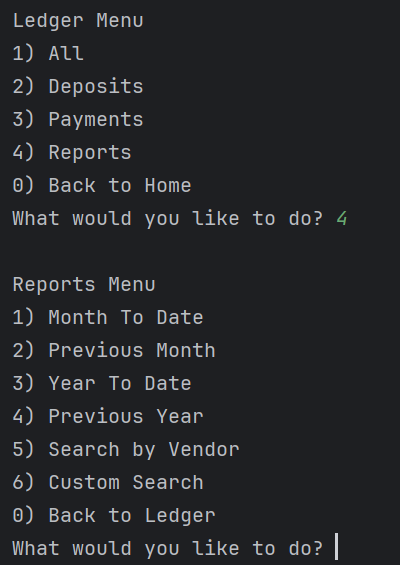 Ledger Menu
1) All
2) Deposits
3) Payments
4) Reports
0) Back to Home
What would you like to do? 4
Reports Menu
1) Month To Date
2) Previous Month
3) Year To Date
4) Previous Year
5) Search by Vendor
6) Custom Search
0) Back to Ledger
What would you like to do?